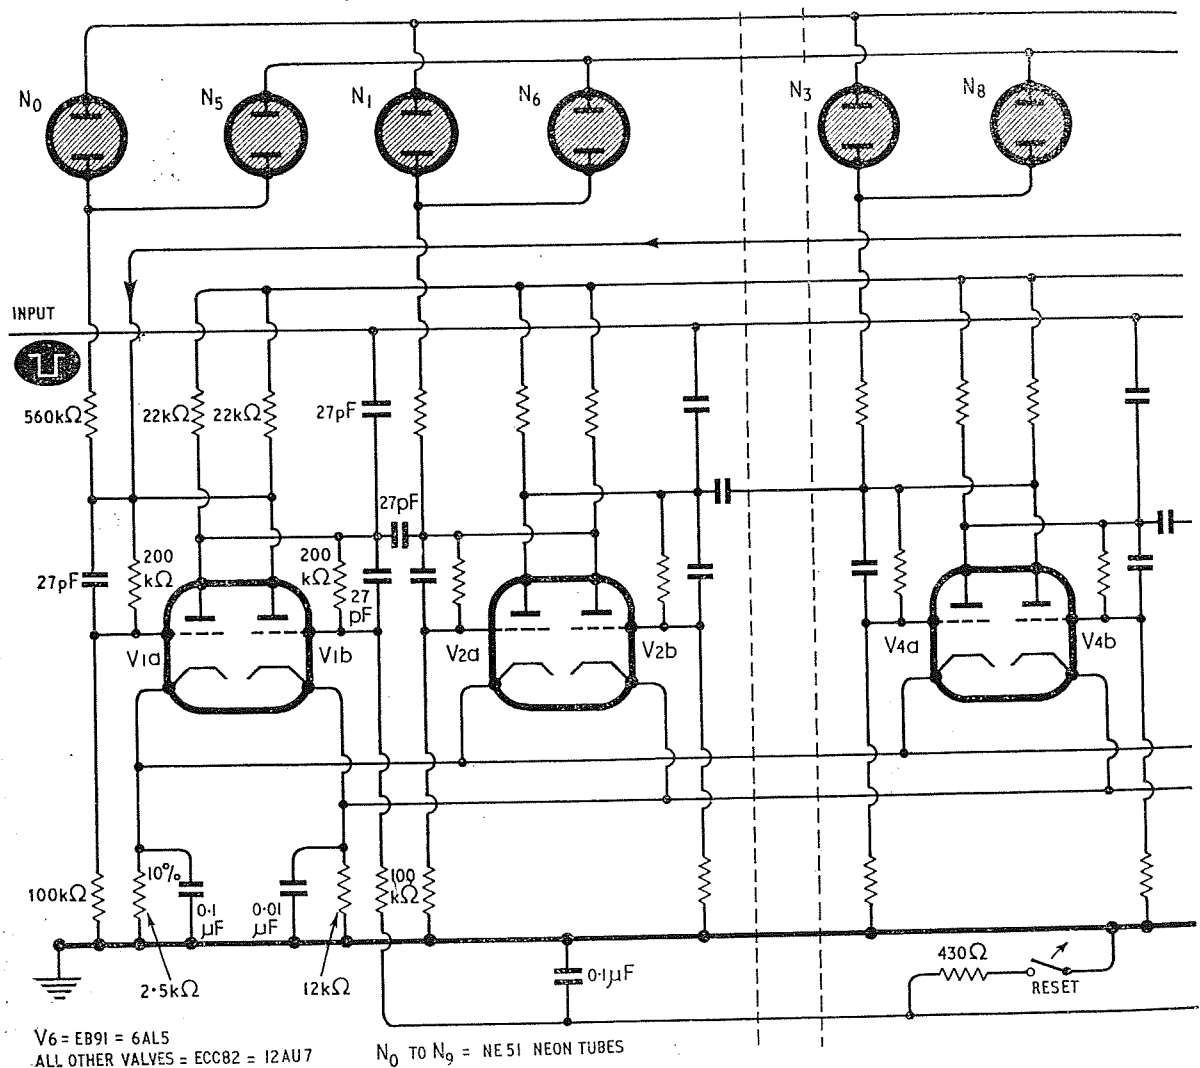 N0 N5 N1 N6 N3 N8
INPUT
560kΩ 22kΩ 22kΩ 27pF
27pF
27pF 200 kΩ 200 kΩ 27 pF
V1a V1b V2a V2b V4a V4b
100kΩ 10% 0·1 µF 0·01 µF 100 kΩ
2·5kΩ 12kΩ 0·1µF 430Ω
RESET
V6 = EB91 = 6AL5
ALL OTHER VALVES = ECC82 = 12AU7
N0 TO N9 = NE51 NEON TUBES